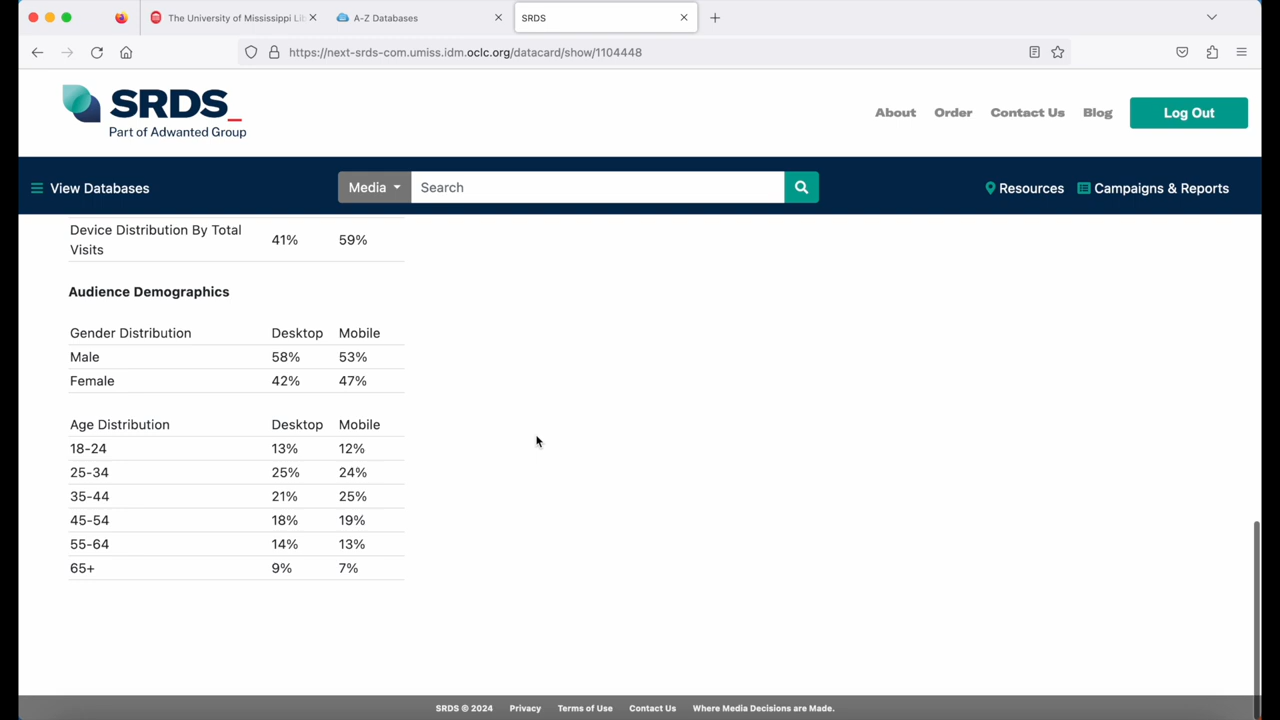 The University of Mississippi Lib
A-Z Databases
SRDS
https://next-srds-com.umiss.idm.oclc.org/datacard/show/1104448
SRDS_
Part of Adwanted Group
About Order Contact Us Blog Log Out
View Databases Media Search Resources Campaigns & Reports
Device Distribution By Total Visits 41% 59%
Audience Demographics
Gender Distribution Desktop Mobile
Male 58% 53%
Female 42% 47%
Age Distribution Desktop Mobile
18-24 13% 12%
25-34 25% 24%
35-44 21% 25%
45-54 18% 19%
55-64 14% 13%
65+ 9% 7%
SRDS © 2024 Privacy Terms of Use Contact Us Where Media Decisions are Made.